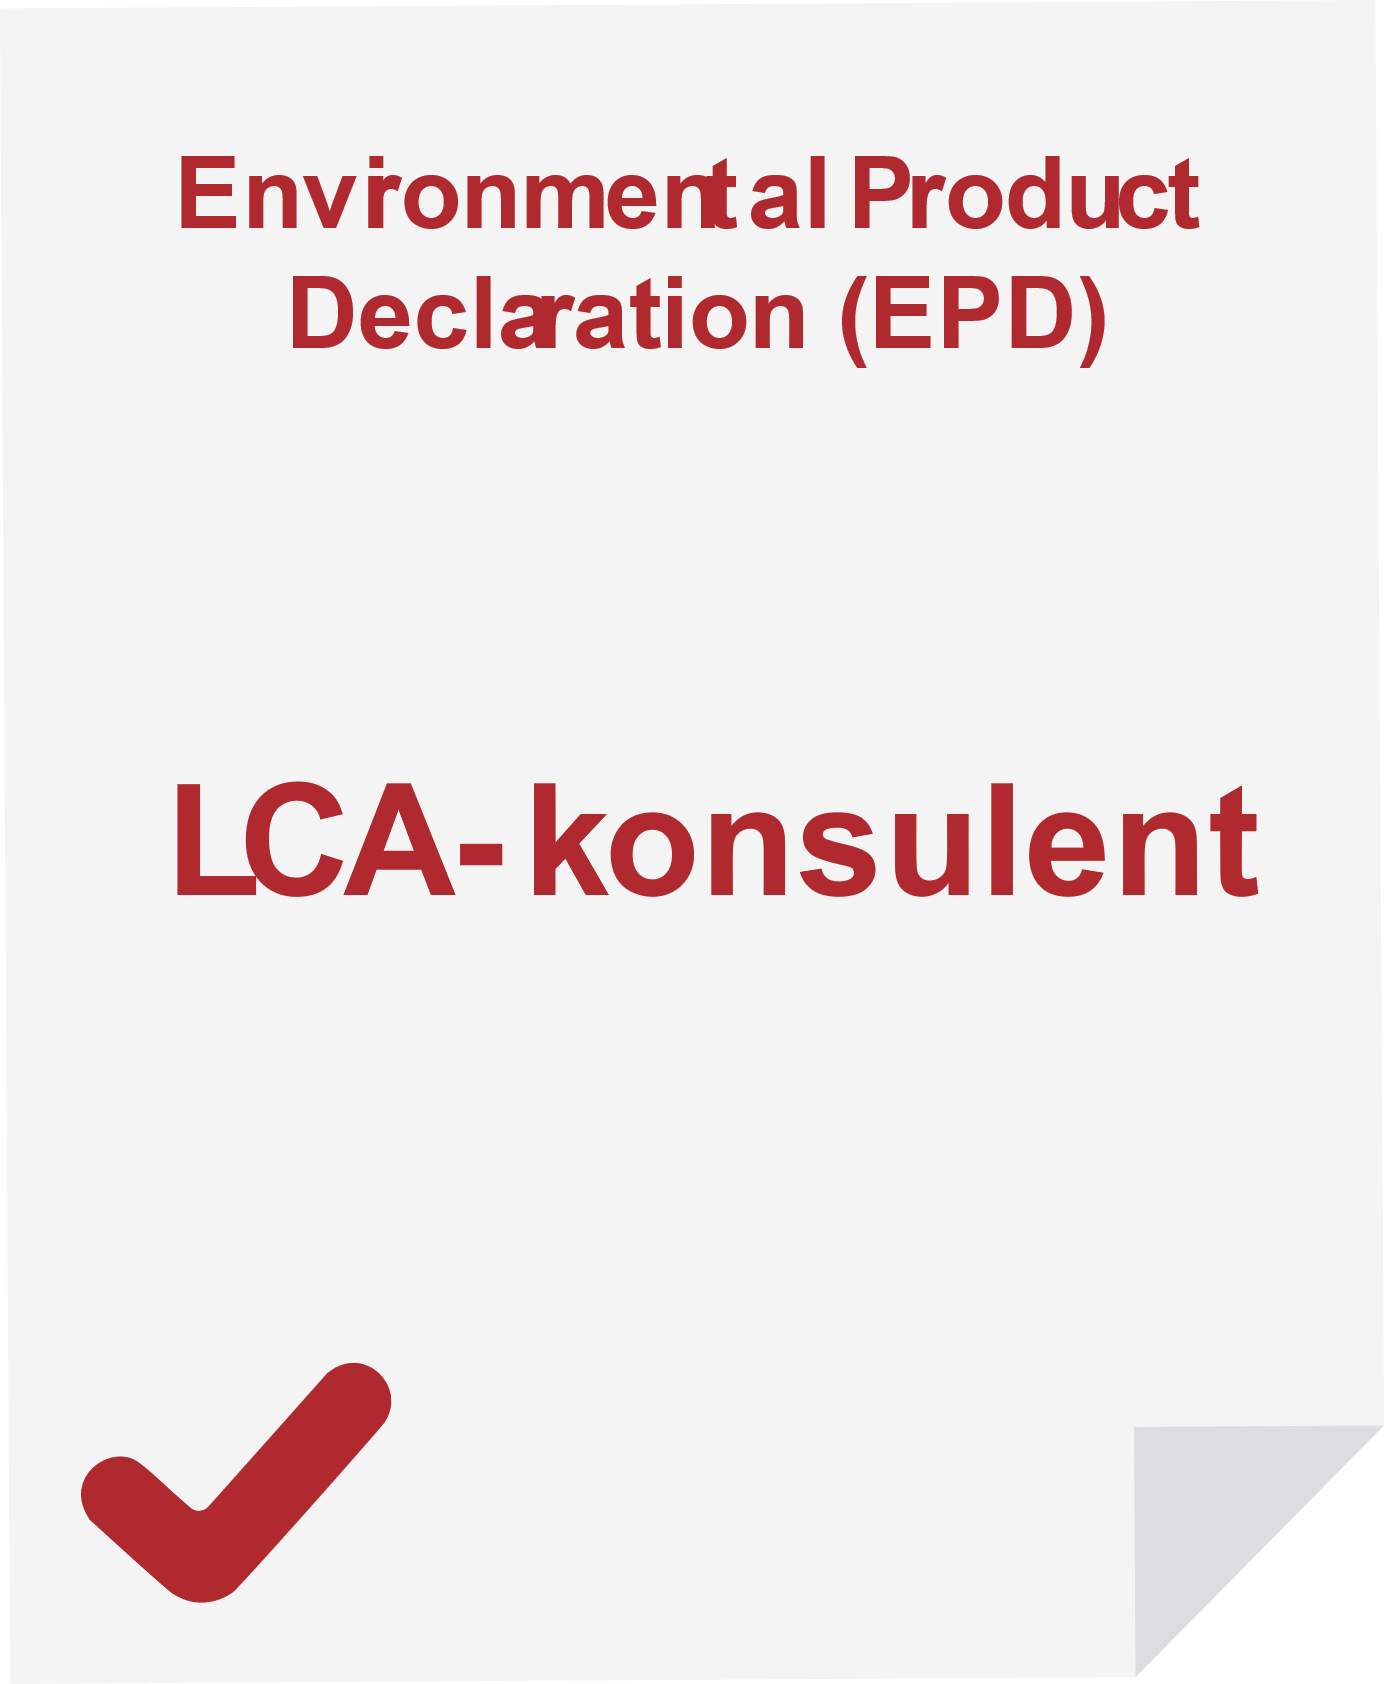 Environmental Product
Declaration (EPD)
LCA-konsulent